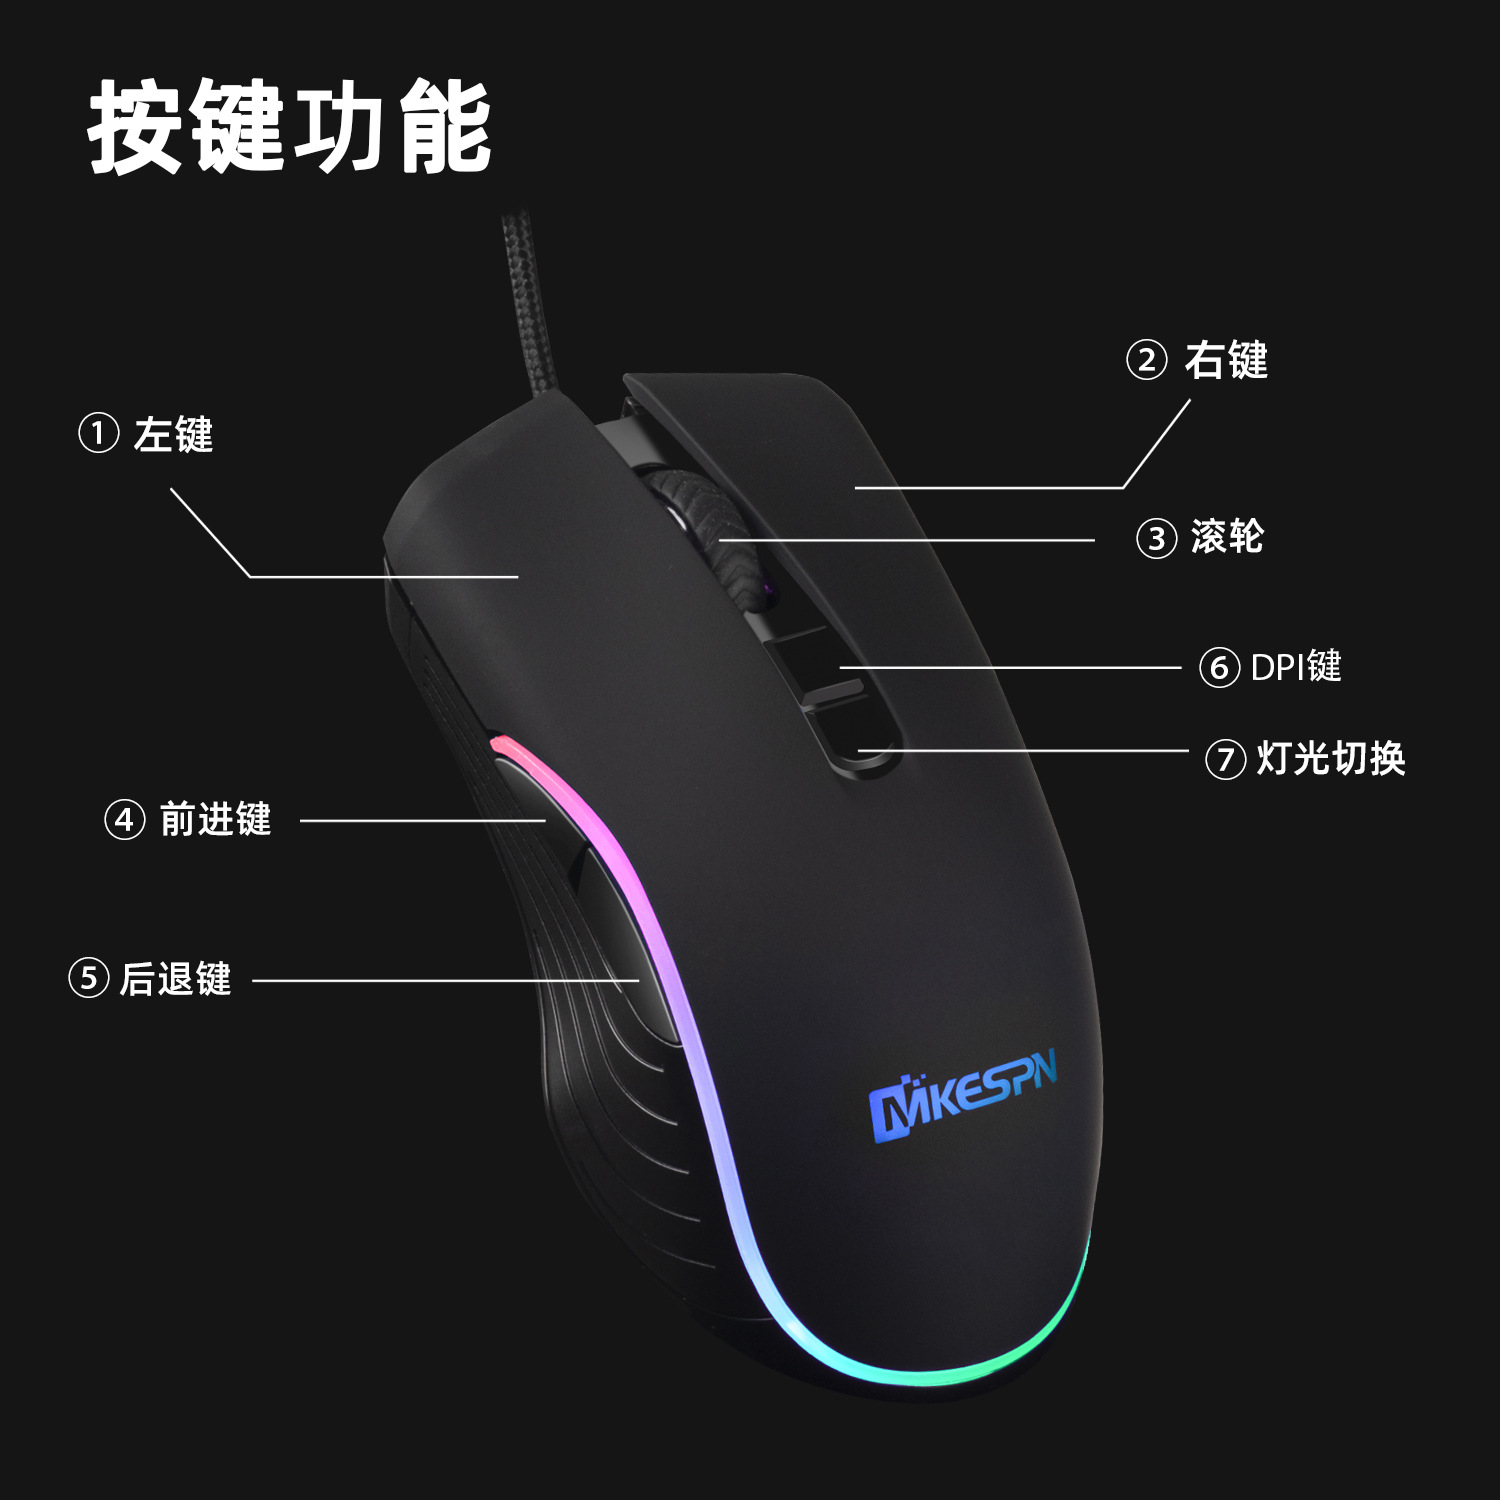 按键功能
② 右键
① 左键
③ 滚轮
⑥ DPI键
⑦ 灯光切换
④ 前进键
⑤ 后退键
MKESPN